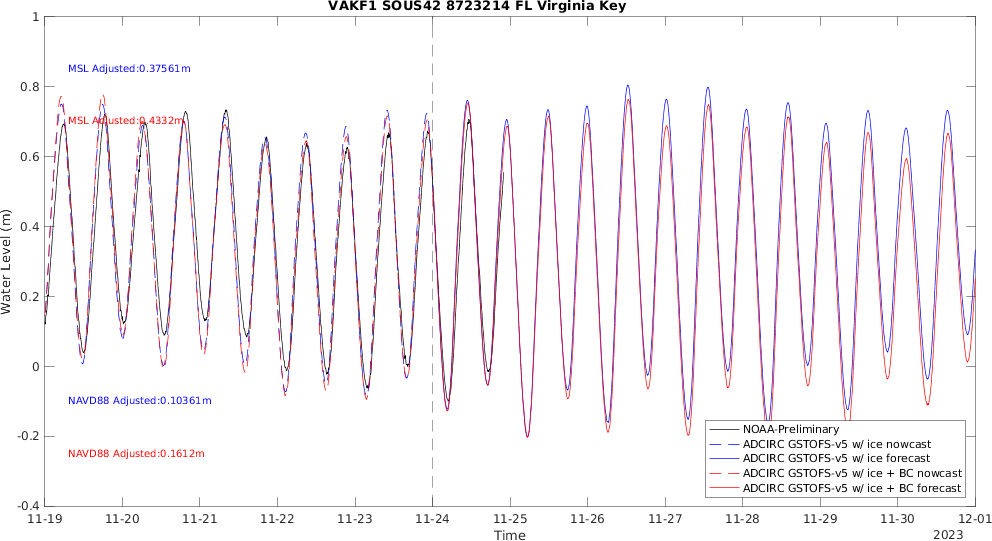 VAKF1 SOUS42 8723214 FL Virginia Key
1
0.8
0.6
0.4
0.2
0
-0.2
-0.4
Water Level (m)
MSL Adjusted:0.37561m
MSL Adjusted:0.4332m
NAVD88 Adjusted:0.10361m
NAVD88 Adjusted:0.1612m
NOAA-Preliminary
ADCIRC GSTOFS-v5 w/ ice nowcast
ADCIRC GSTOFS-v5 w/ ice forecast
ADCIRC GSTOFS-v5 w/ ice + BC nowcast
ADCIRC GSTOFS-v5 w/ ice + BC forecast
11-19 11-20 11-21 11-22 11-23 11-24 11-25 11-26 11-27 11-28 11-29 11-30 12-01
Time
2023